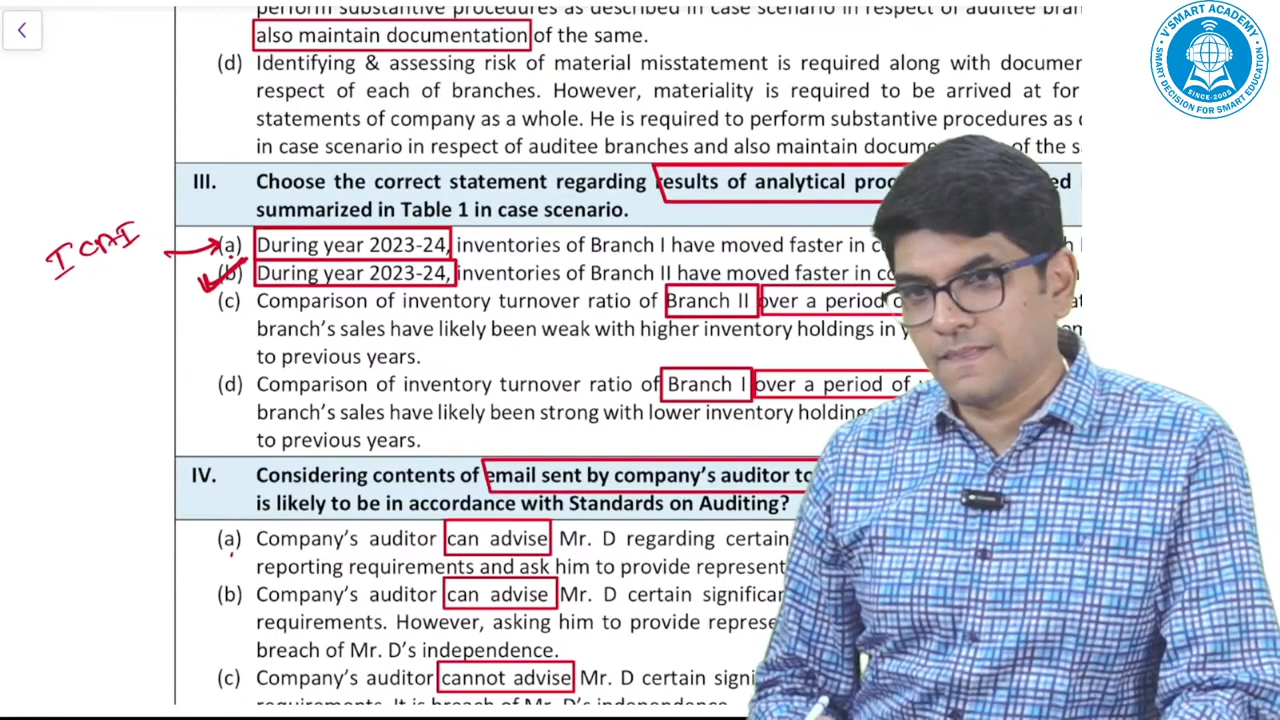 perform substantive procedures as described in case scenario in respect of auditee bran
also maintain documentation of the same.
(d) Identifying & assessing risk of material misstatement is required along with documen
respect of each of branches. However, materiality is required to be arrived at for
statements of company as a whole. He is required to perform substantive procedures as
in case scenario in respect of auditee branches and also maintain docume of the s
III. Choose the correct statement regarding results of analytical proc ed
summarized in Table 1 in case scenario.
ICAI
(a) During year 2023-24, inventories of Branch I have moved faster in c
(b) During year 2023-24, inventories of Branch II have moved faster in co
(c) Comparison of inventory turnover ratio of Branch II over a period o
branch's sales have likely been weak with higher inventory holdings in y om
to previous years.
(d) Comparison of inventory turnover ratio of Branch I over a period of
branch's sales have likely been strong with lower inventory holding
to previous years.
IV. Considering contents of email sent by company's auditor to
is likely to be in accordance with Standards on Auditing?
(a) Company's auditor can advise Mr. D regarding certain
reporting requirements and ask him to provide represent
(b) Company's auditor can advise Mr. D certain significan
requirements. However, asking him to provide represe
breach of Mr. D's independence.
(c) Company's auditor cannot advise Mr. D certain signi
requirements. It is breach of Mr. D's independence.
V'SMART ACADEMY
SMART DECISION FOR SMART EDUCATION
SINCE-2005